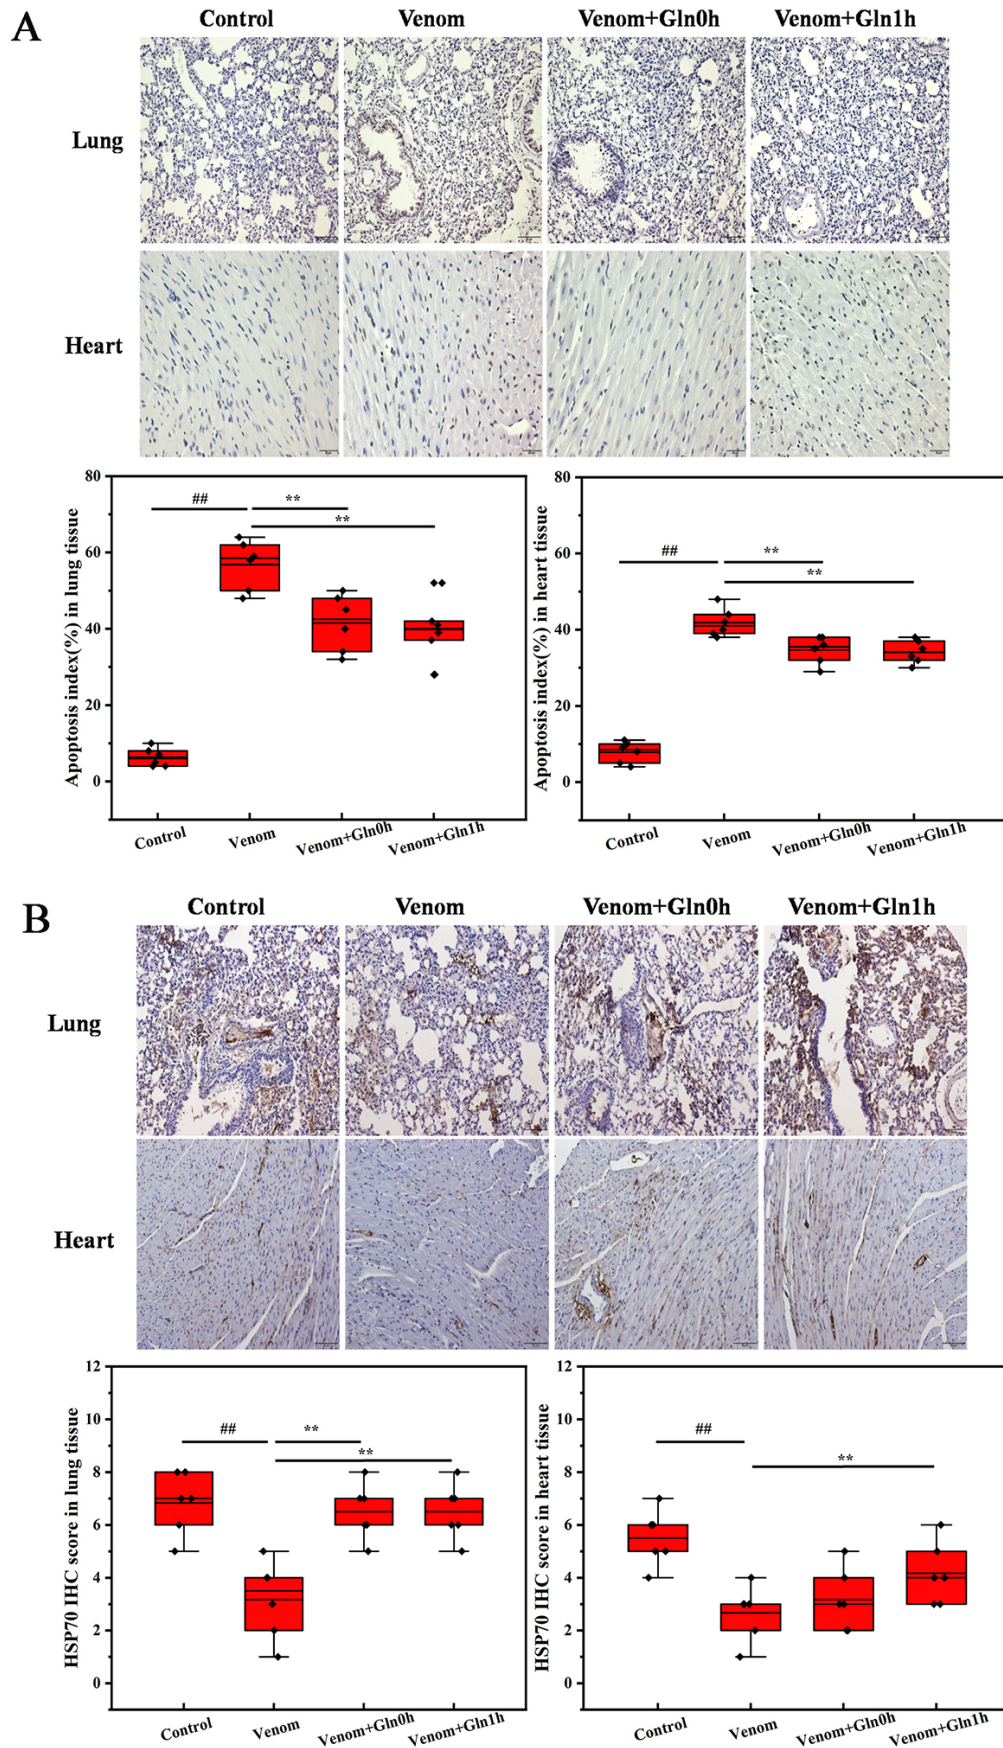 A
Control Venom Venom+Gln0h Venom+Gln1h
Lung
Heart
Apoptosis index(%) in lung tissue
80
60
40
20
0
##
**
**
Control Venom Venom+Gln0h Venom+Gln1h
Apoptosis index(%) in heart tissue
80
60
40
20
0
##
**
**
Control Venom Venom+Gln0h Venom+Gln1h
B
Control Venom Venom+Gln0h Venom+Gln1h
Lung
Heart
HSP70 IHC score in lung tissue
12
10
8
6
4
2
0
##
**
**
Control Venom Venom+Gln0h Venom+Gln1h
HSP70 IHC score in heart tissue
12
10
8
6
4
2
0
##
**
Control Venom Venom+Gln0h Venom+Gln1h